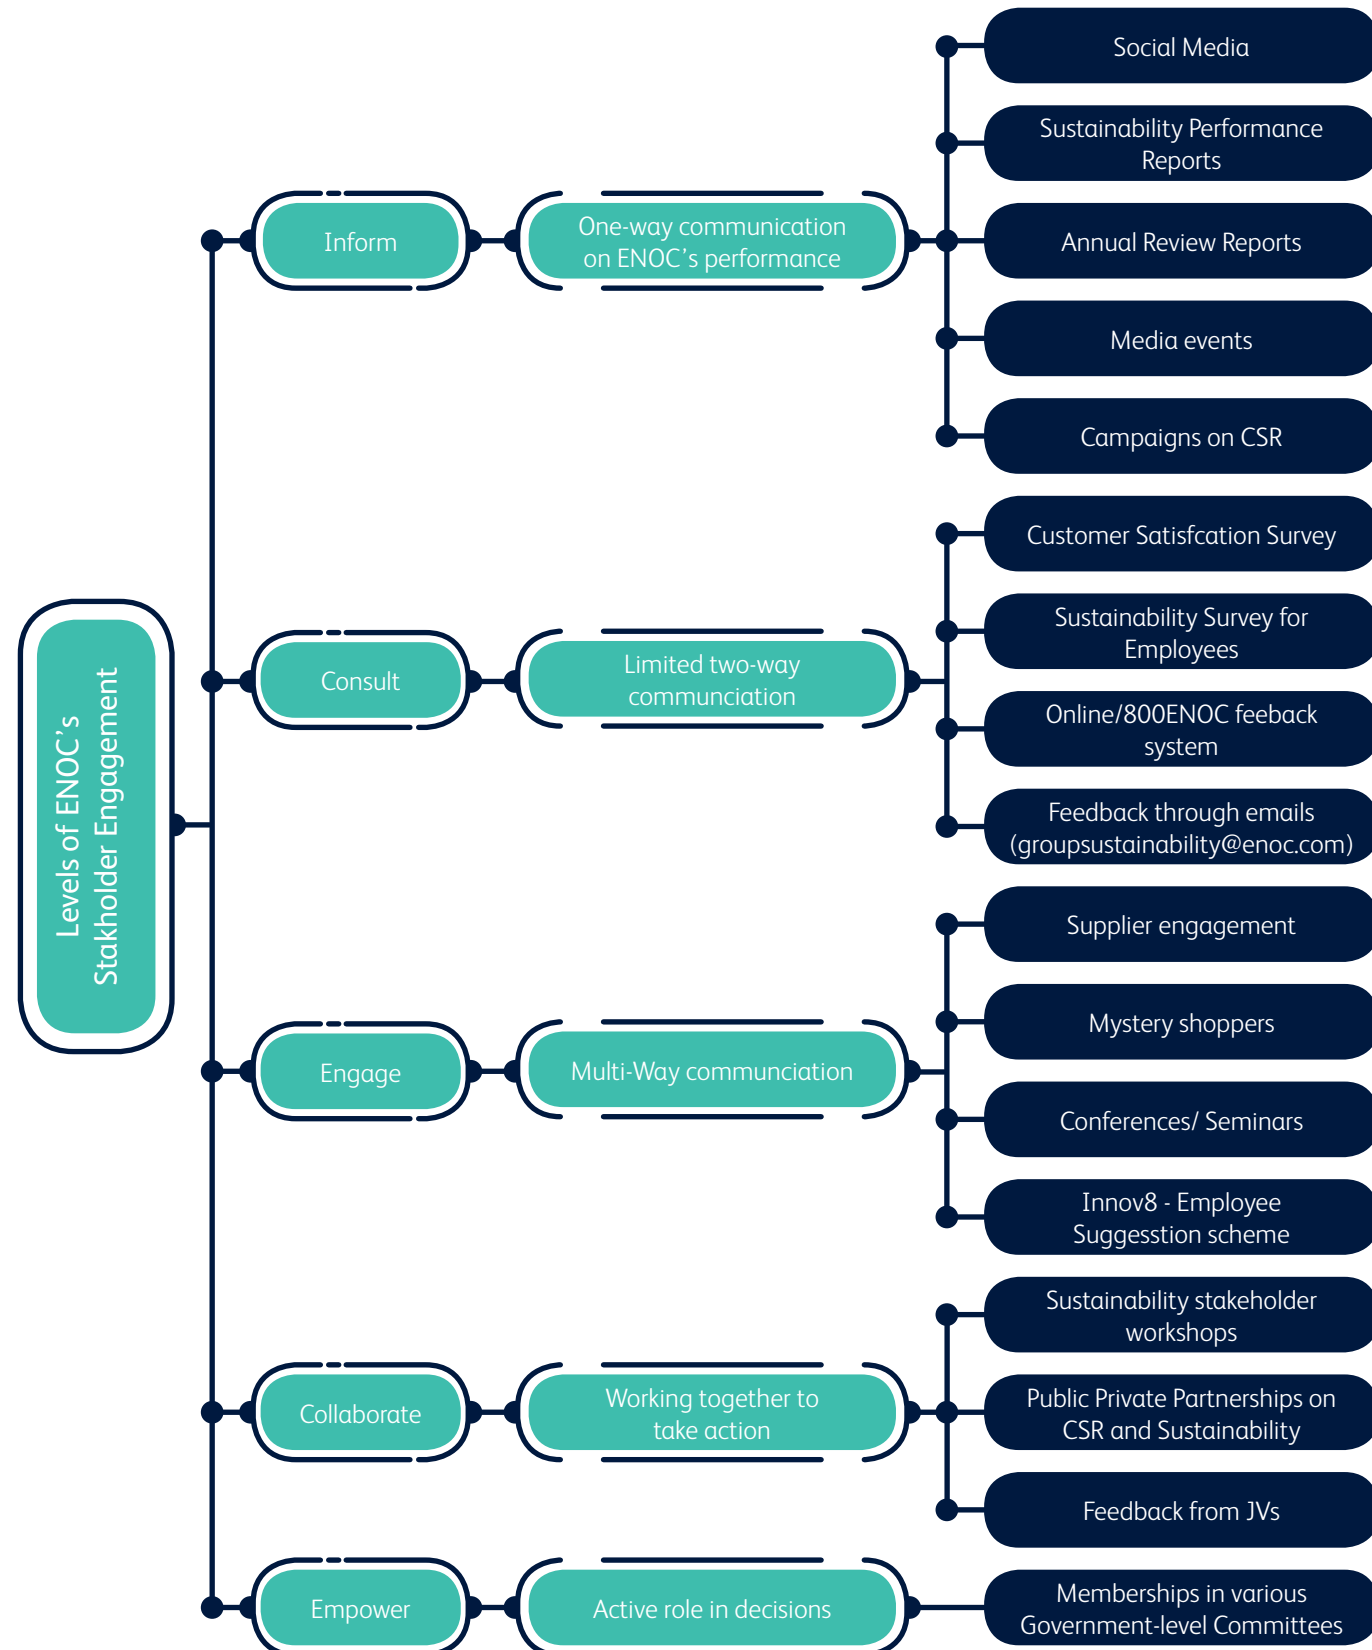 Levels of ENOC’s
Stakholder Engagement
Inform
One-way communication
on ENOC’s performance
Social Media
Sustainability Performance
Reports
Annual Review Reports
Media events
Campaigns on CSR
Consult
Limited two-way
communciation
Customer Satisfcation Survey
Sustainability Survey for
Employees
Online/800ENOC feeback
system
Feedback through emails
(groupsustainability@enoc.com)
Engage
Multi-Way communciation
Supplier engagement
Mystery shoppers
Conferences/ Seminars
Innov8 - Employee
Suggesstion scheme
Collaborate
Working together to
take action
Sustainability stakeholder
workshops
Public Private Partnerships on
CSR and Sustainability
Feedback from JVs
Empower
Active role in decisions
Memberships in various
Government-level Committees